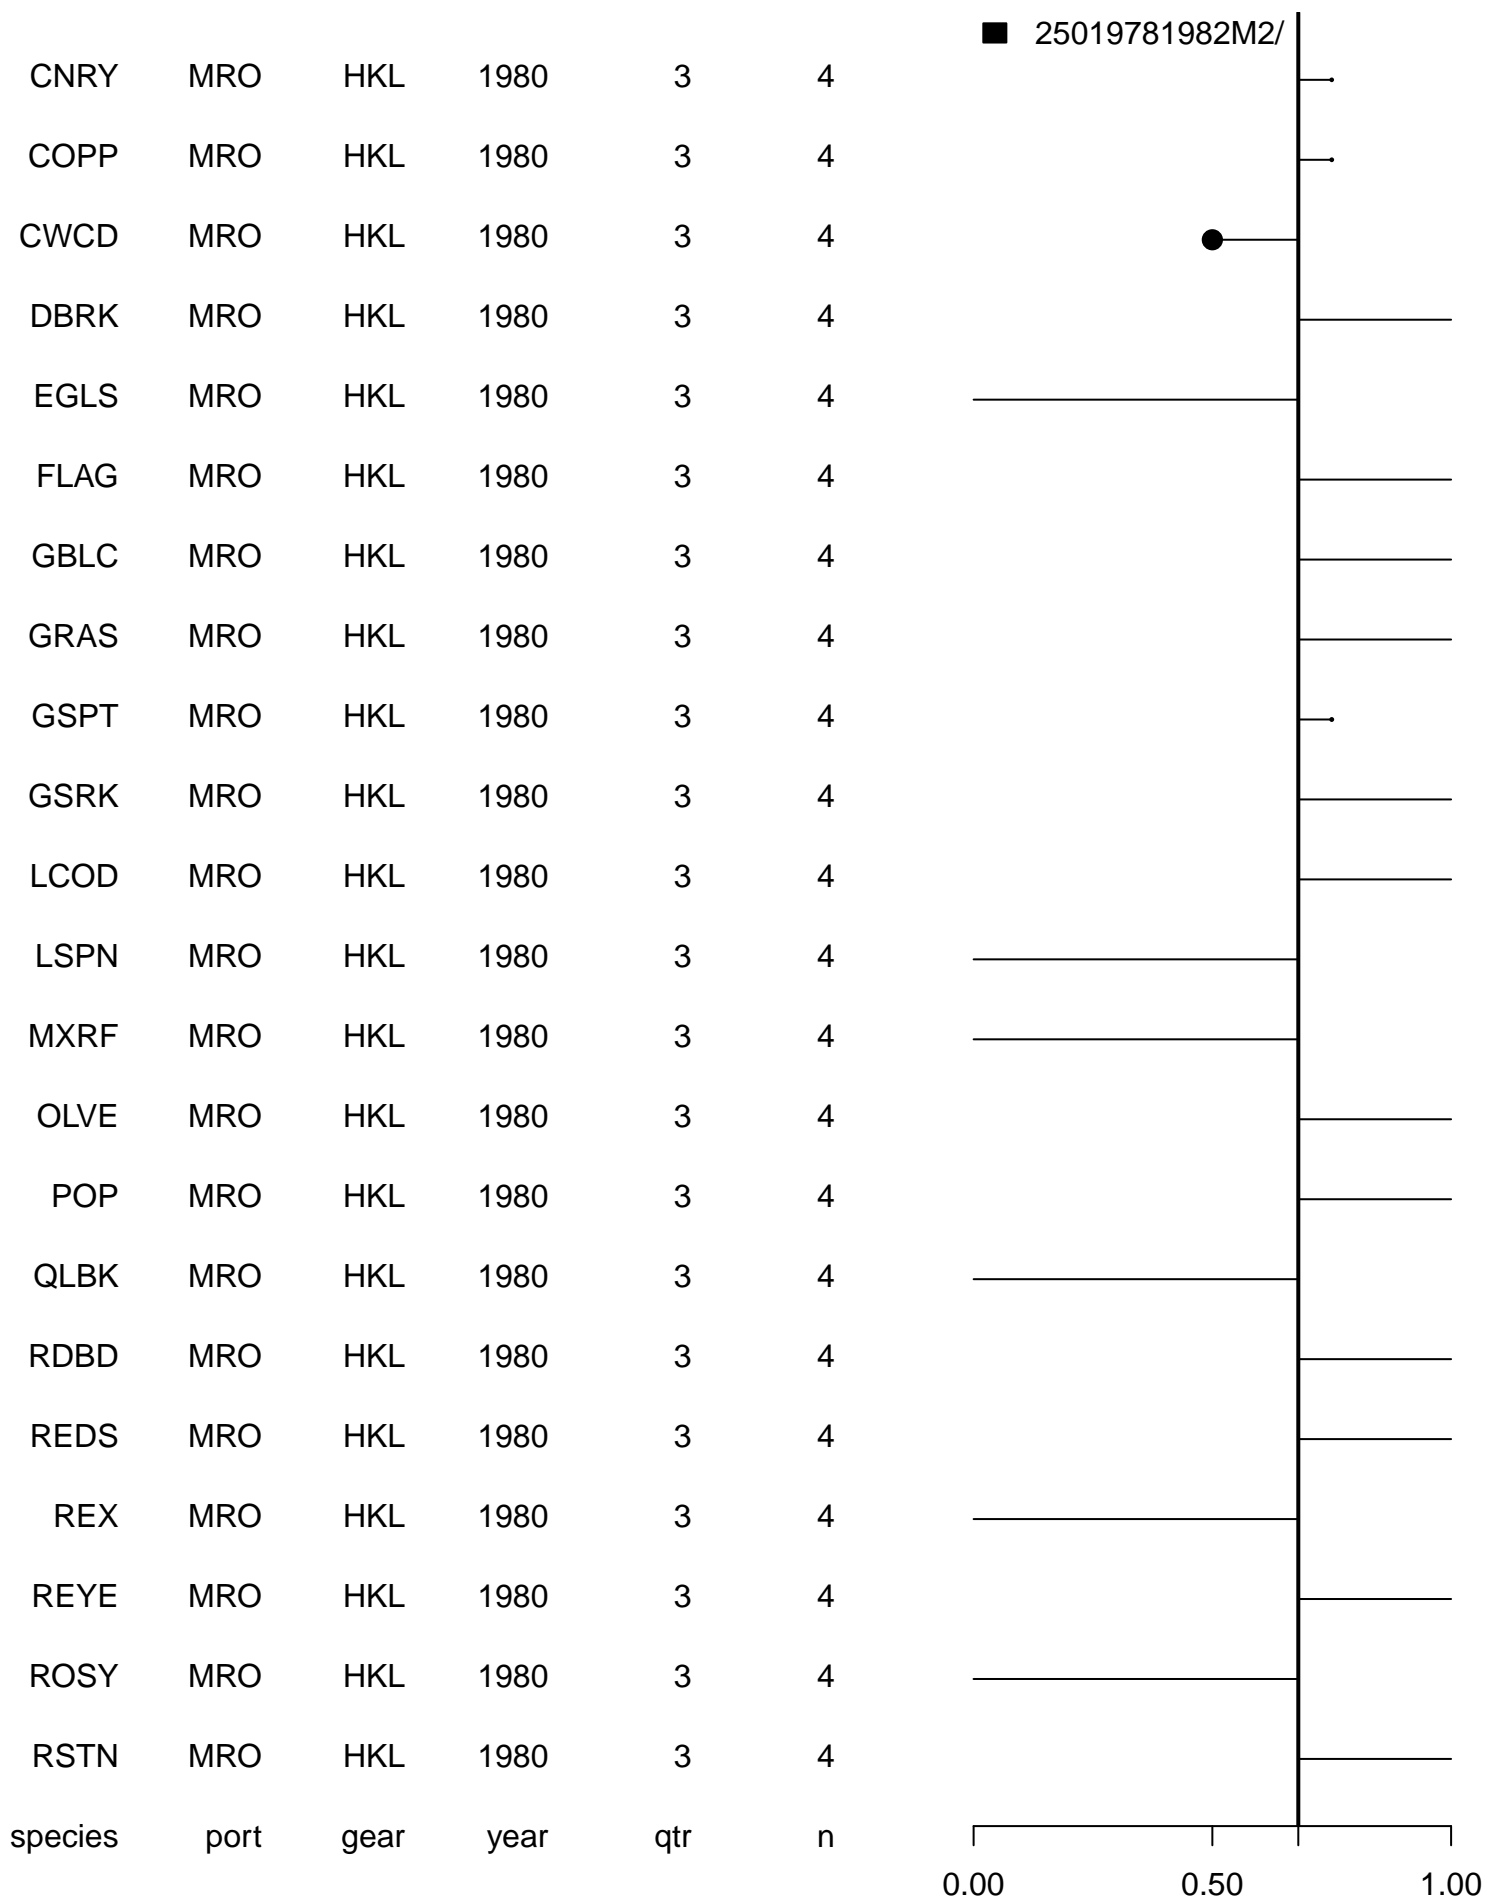 25019781982M2/
CNRY MRO HKL 1980 3 4
COPP MRO HKL 1980 3 4
CWCD MRO HKL 1980 3 4
DBRK MRO HKL 1980 3 4
EGLS MRO HKL 1980 3 4
FLAG MRO HKL 1980 3 4
GBLC MRO HKL 1980 3 4
GRAS MRO HKL 1980 3 4
GSPT MRO HKL 1980 3 4
GSRK MRO HKL 1980 3 4
LCOD MRO HKL 1980 3 4
LSPN MRO HKL 1980 3 4
MXRF MRO HKL 1980 3 4
OLVE MRO HKL 1980 3 4
POP MRO HKL 1980 3 4
QLBK MRO HKL 1980 3 4
RDBD MRO HKL 1980 3 4
REDS MRO HKL 1980 3 4
REX MRO HKL 1980 3 4
REYE MRO HKL 1980 3 4
ROSY MRO HKL 1980 3 4
RSTN MRO HKL 1980 3 4
species port gear year qtr n
0.00 0.50 1.00